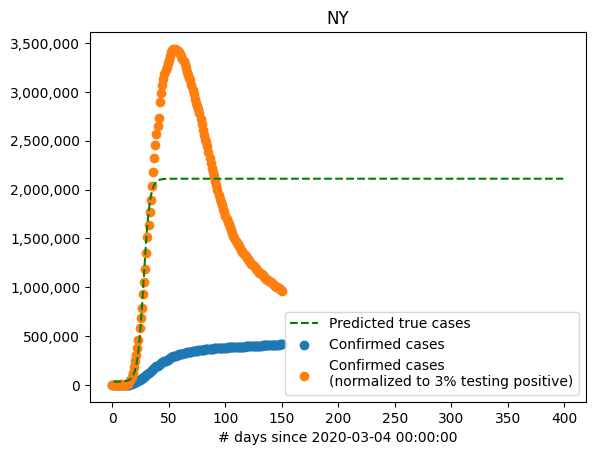 NY
3,500,000
3,000,000
2,500,000
2,000,000
1,500,000
1,000,000
500,000
0
Predicted true cases
Confirmed cases
Confirmed cases
(normalized to 3% testing positive)
0 50 100 150 200 250 300 350 400
# days since 2020-03-04 00:00:00